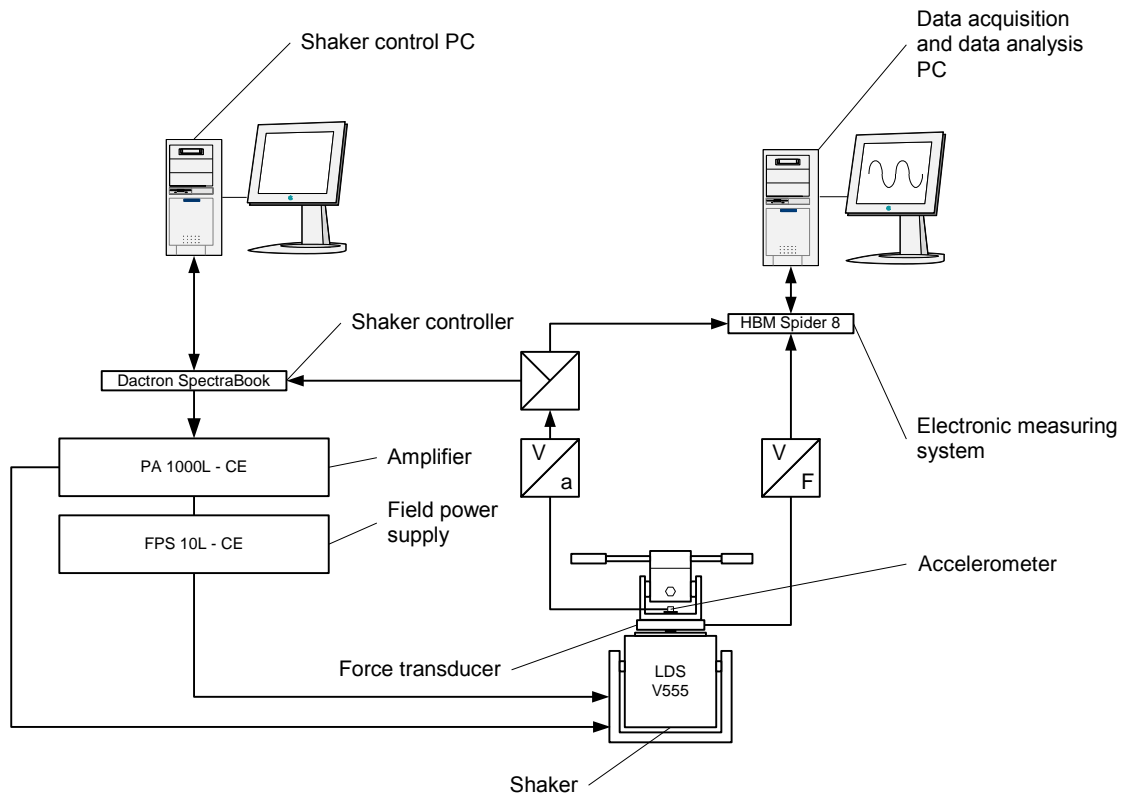 Shaker control PC
Data acquisition
and data analysis
PC
Shaker controller
HBM Spider 8
Dactron SpectraBook
Electronic measuring
system
PA 1000L - CE
Amplifier
V
a
V
F
Field power
supply
FPS 10L - CE
Accelerometer
Force transducer
LDS
V555
Shaker